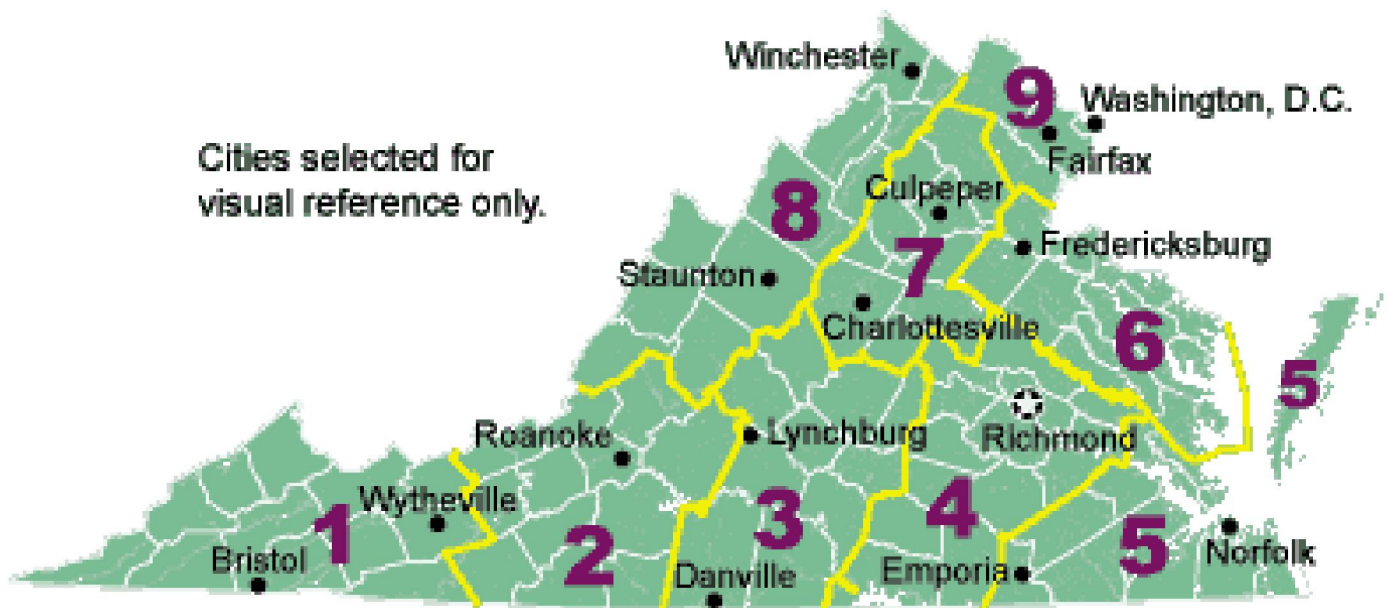 Winchester
9
Washington, D.C.
Cities selected for
visual reference only.
Fairfax
8
Culpeper
7
Fredericksburg
Staunton
Charlottesville
6
5
Roanoke
Lynchburg
Richmond
Wytheville
1
2
3
4
5
Norfolk
Bristol
Danville
Emporia